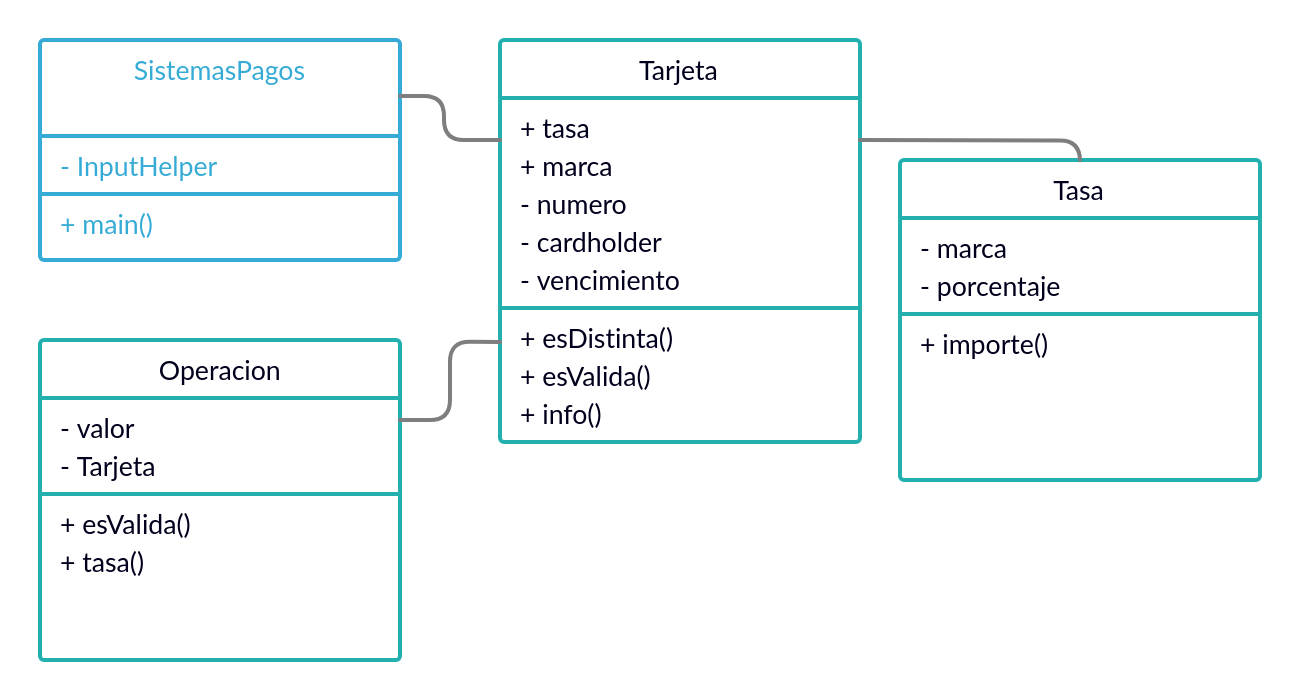 SistemasPagos
- InputHelper
+ main()
Tarjeta
+ tasa
+ marca
- numero
- cardholder
- vencimiento
+ esDistinta()
+ esValida()
+ info()
Tasa
- marca
- porcentaje
+ importe()
Operacion
- valor
- Tarjeta
+ esValida()
+ tasa()